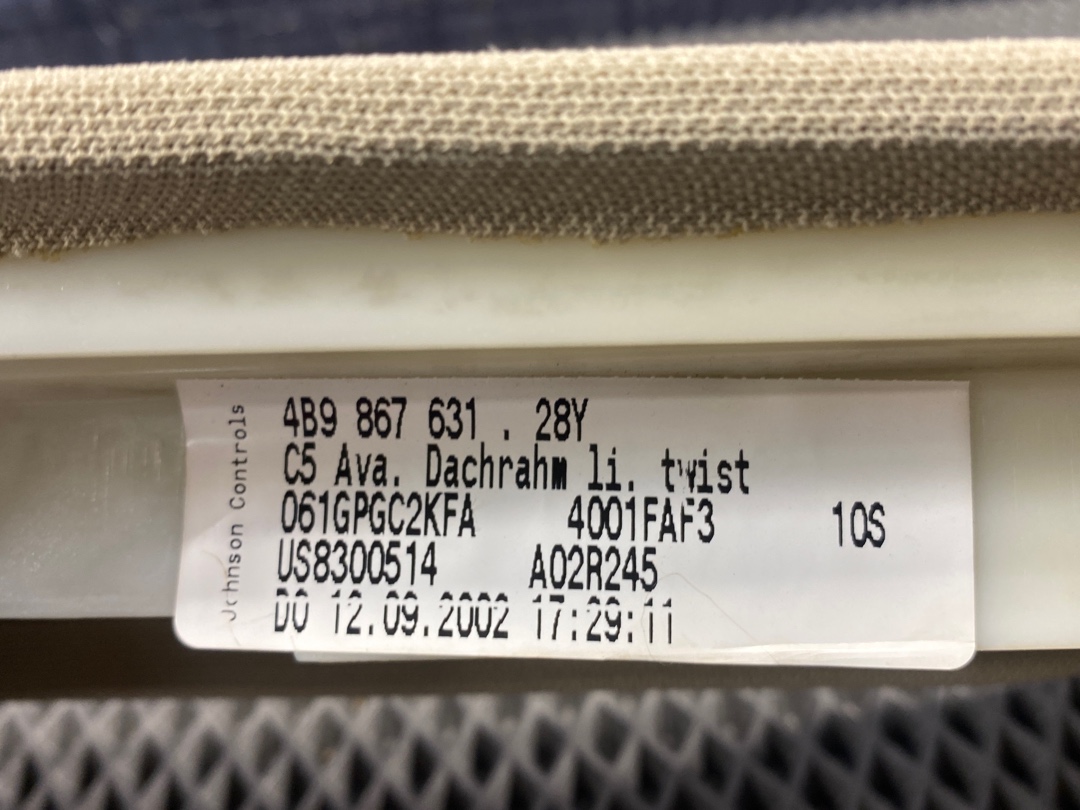 Johnson Controls
4B9 867 631 . 28Y
C5 Ava. Dachrahm li. twist
061GPGC2KFA 4001FAF3 10S
US8300514 A02R245
DO 12.09.2002 17:29:11